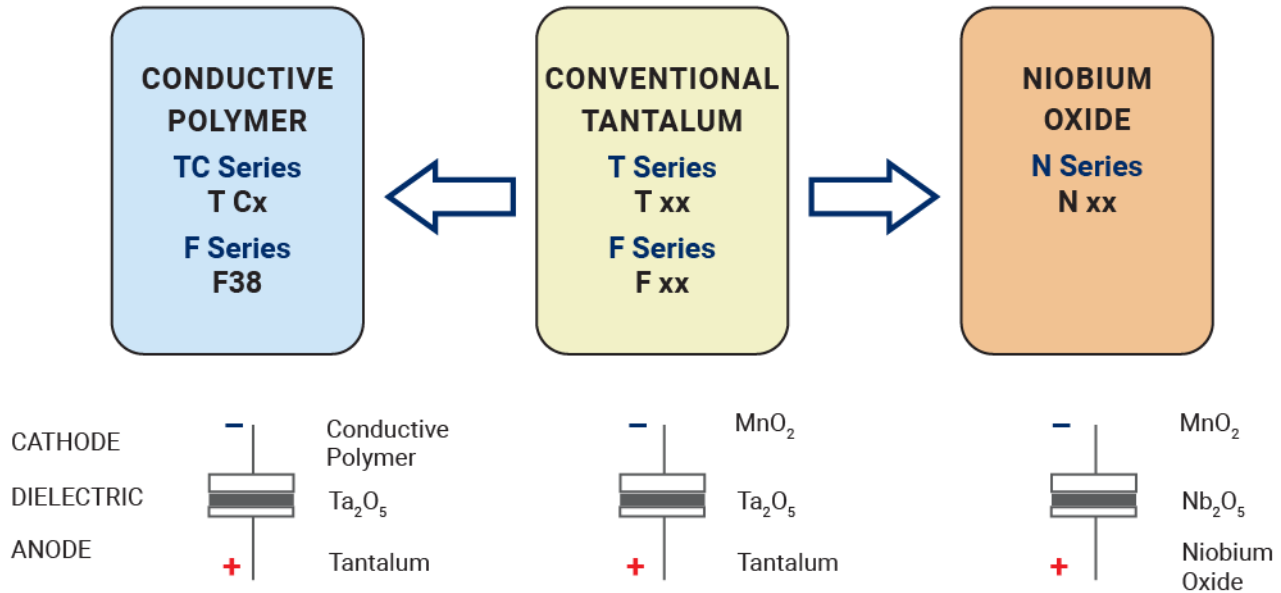 CONDUCTIVE
POLYMER
TC Series
T Cx
F Series
F38
CONVENTIONAL
TANTALUM
T Series
T xx
F Series
F xx
NIOBIUM
OXIDE
N Series
N xx
CATHODE
DIELECTRIC
ANODE
−
Conductive
Polymer
Ta₂O₅
+
Tantalum
−
MnO₂
Ta₂O₅
+
Tantalum
−
MnO₂
Nb₂O₅
+
Niobium
Oxide